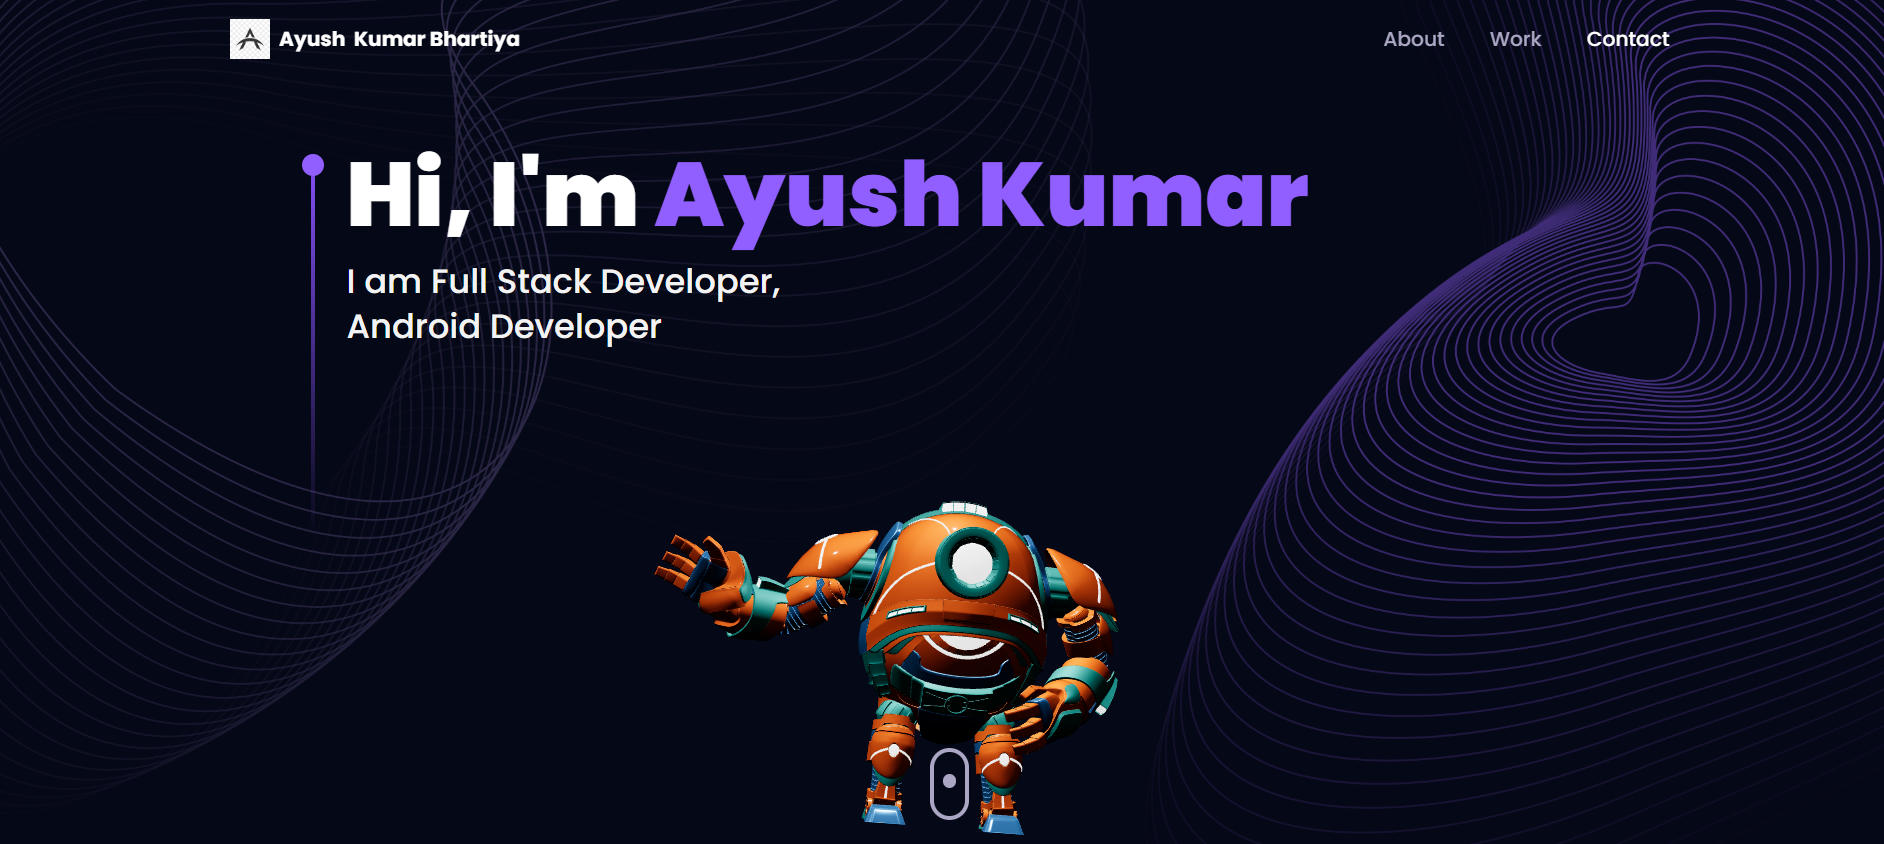 Ayush Kumar Bhartiya
About Work Contact
Hi, I'm Ayush Kumar
I am Full Stack Developer,
Android Developer